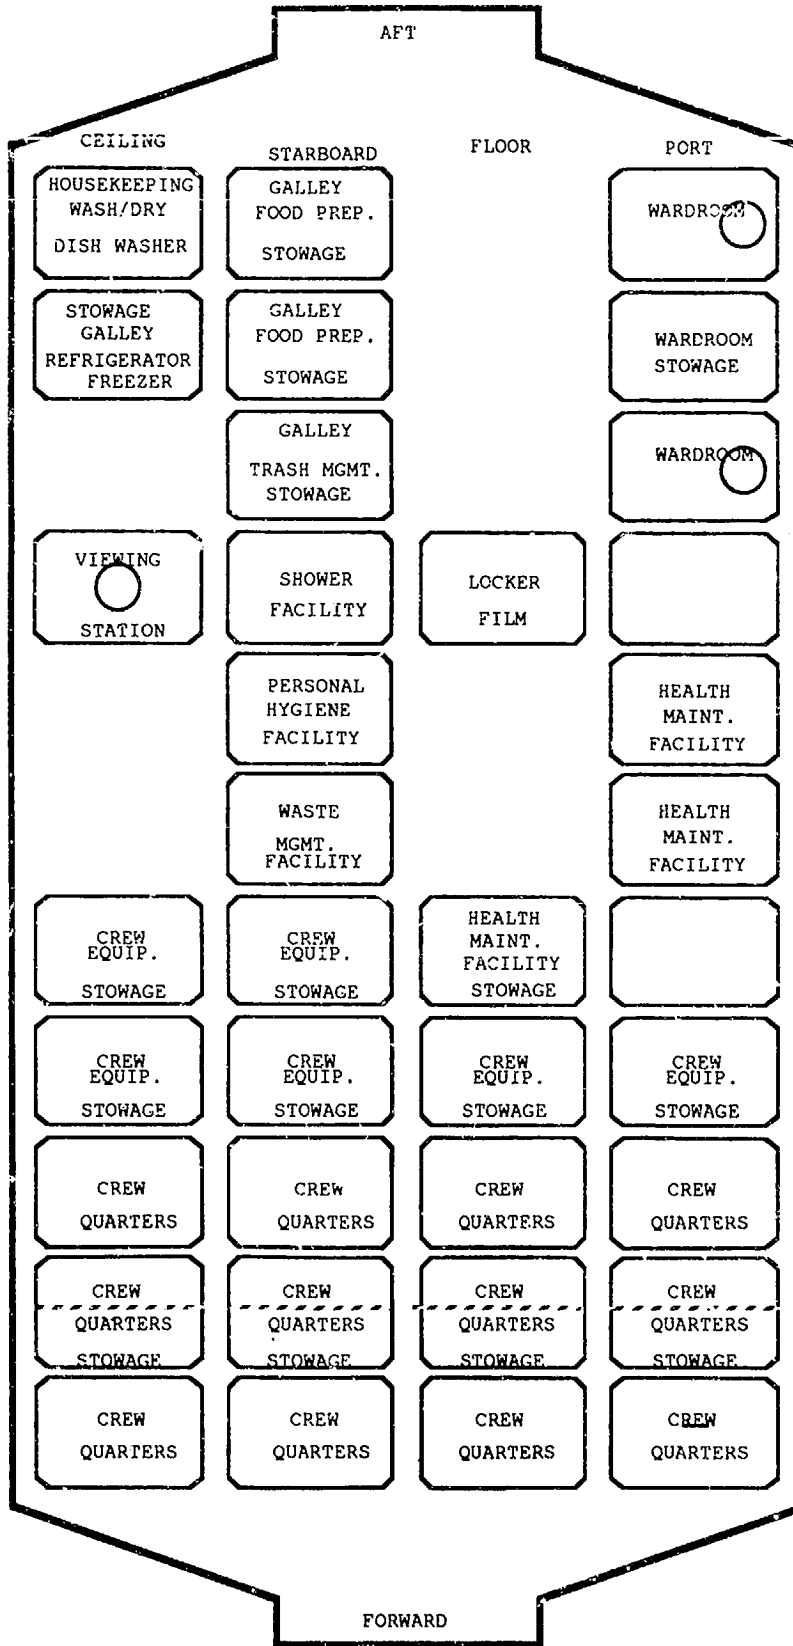 AFT
CEILING
STARBOARD
FLOOR
PORT
HOUSEKEEPING
WASH/DRY
DISH WASHER
GALLEY
FOOD PREP.
STOWAGE
WARDROOM
STOWAGE
GALLEY
REFRIGERATOR
FREEZER
GALLEY
FOOD PREP.
STOWAGE
WARDROOM
STOWAGE
GALLEY
TRASH MGMT.
STOWAGE
WARDROOM
VIEWING
STATION
SHOWER
FACILITY
LOCKER
FILM
PERSONAL
HYGIENE
FACILITY
HEALTH
MAINT.
FACILITY
WASTE
MGMT.
FACILITY
HEALTH
MAINT.
FACILITY
CREW
EQUIP.
STOWAGE
CREW
EQUIP.
STOWAGE
HEALTH
MAINT.
FACILITY
STOWAGE
CREW
EQUIP.
STOWAGE
CREW
EQUIP.
STOWAGE
CREW
EQUIP.
STOWAGE
CREW
EQUIP.
STOWAGE
CREW
QUARTERS
CREW
QUARTERS
CREW
QUARTERS
CREW
QUARTERS
CREW
QUARTERS
STOWAGE
CREW
QUARTERS
STOWAGE
CREW
QUARTERS
STOWAGE
CREW
QUARTERS
STOWAGE
CREW
QUARTERS
CREW
QUARTERS
CREW
QUARTERS
CREW
QUARTERS
FORWARD